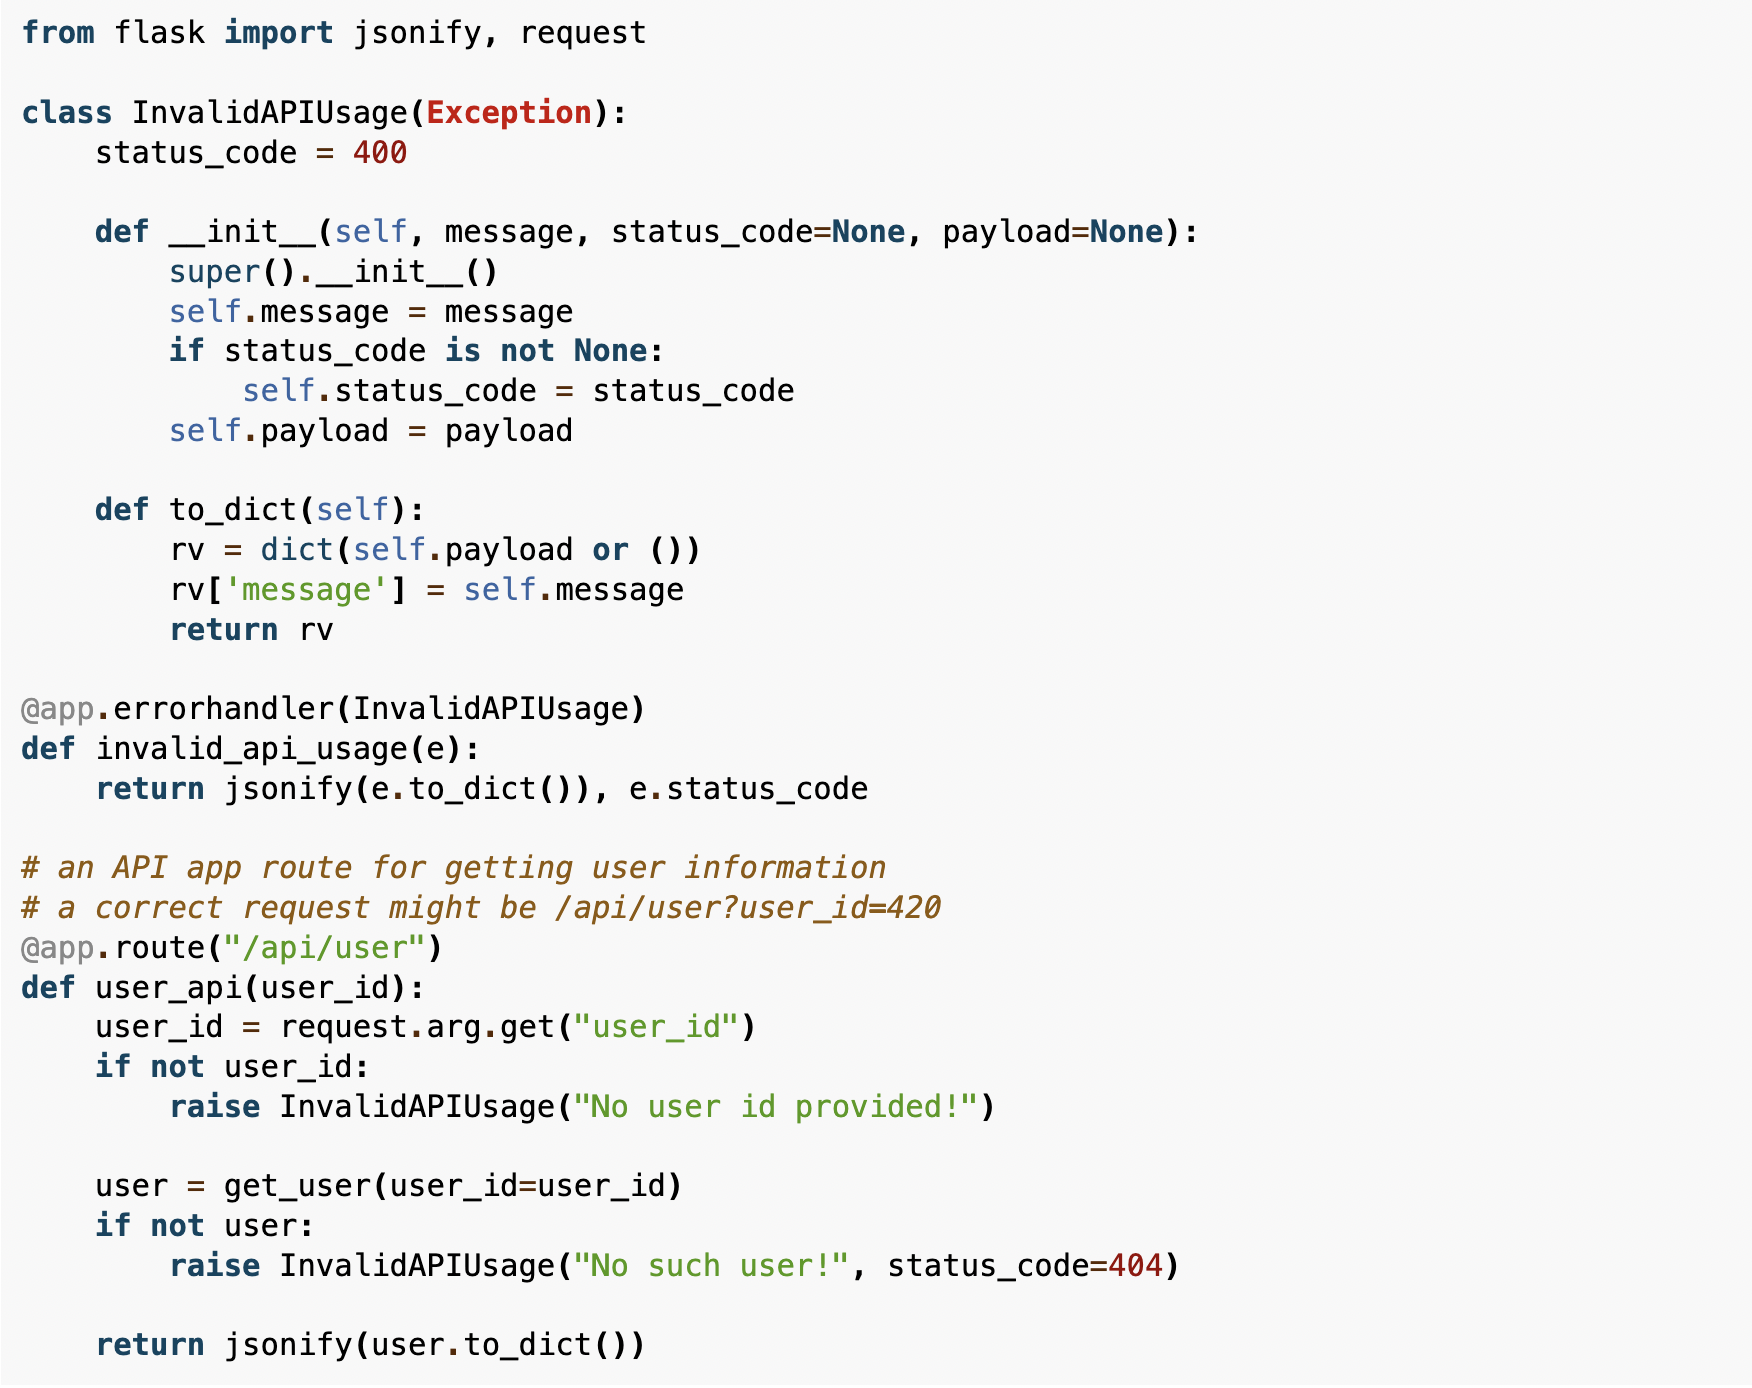 from flask import jsonify, request

class InvalidAPIUsage(Exception):
    status_code = 400

    def __init__(self, message, status_code=None, payload=None):
        super().__init__()
        self.message = message
        if status_code is not None:
            self.status_code = status_code
        self.payload = payload

    def to_dict(self):
        rv = dict(self.payload or ())
        rv['message'] = self.message
        return rv

@app.errorhandler(InvalidAPIUsage)
def invalid_api_usage(e):
    return jsonify(e.to_dict()), e.status_code

# an API app route for getting user information
# a correct request might be /api/user?user_id=420
@app.route("/api/user")
def user_api(user_id):
    user_id = request.arg.get("user_id")
    if not user_id:
        raise InvalidAPIUsage("No user id provided!")

    user = get_user(user_id=user_id)
    if not user:
        raise InvalidAPIUsage("No such user!", status_code=404)

    return jsonify(user.to_dict())